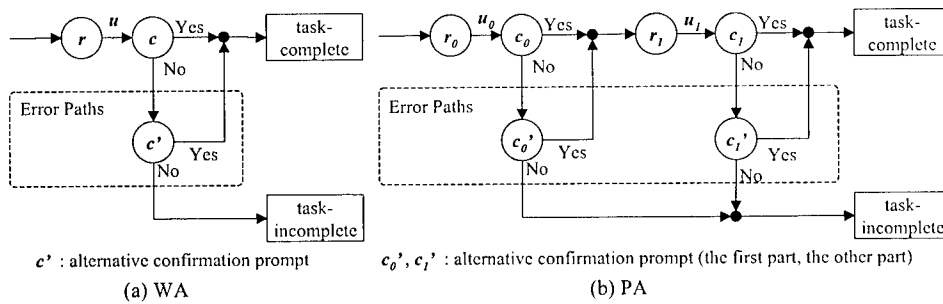 u Yes task-complete
r c
No
Error Paths
c' Yes
No
task-incomplete
c' : alternative confirmation prompt
(a) WA
u₀ Yes u₁ Yes task-complete
r₀ c₀ r₁ c₁
No No
Error Paths
c₀' Yes c₁' Yes
No No
task-incomplete
c₀', c₁' : alternative confirmation prompt (the first part, the other part)
(b) PA